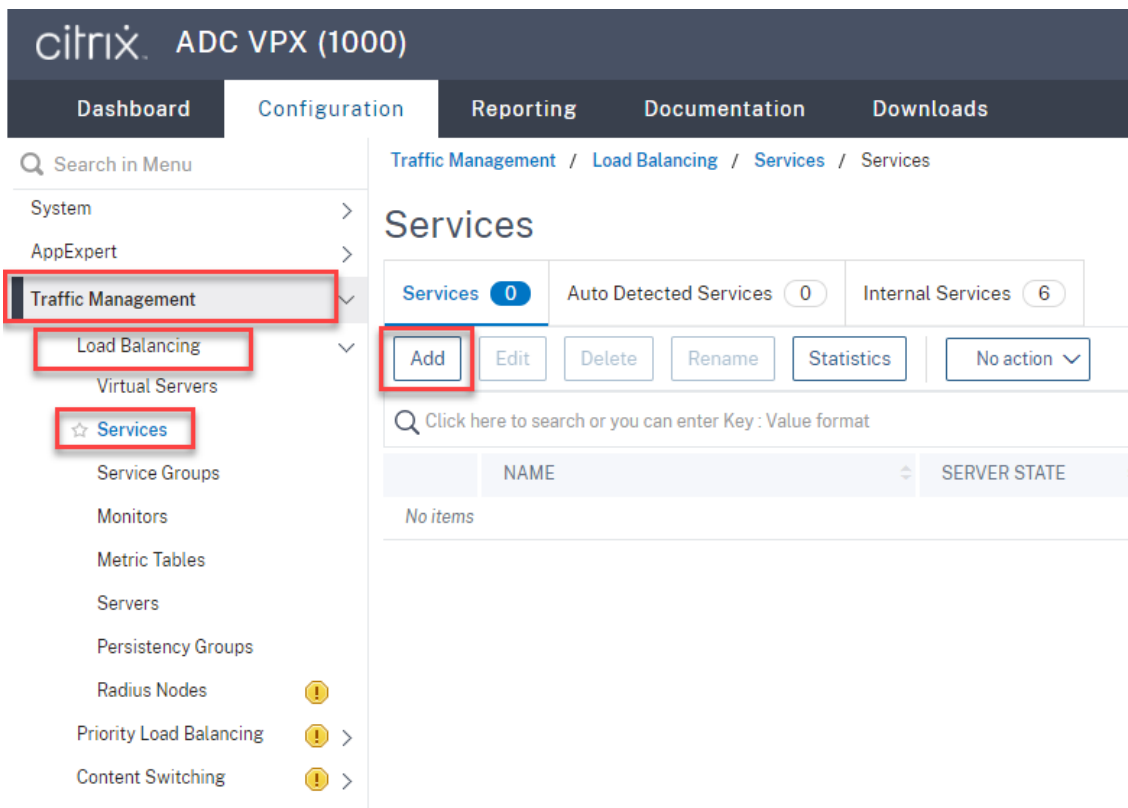 citrix. ADC VPX (1000)
Dashboard Configuration Reporting Documentation Downloads
Search in Menu
System
AppExpert
Traffic Management
Load Balancing
Virtual Servers
Services
Service Groups
Monitors
Metric Tables
Servers
Persistency Groups
Radius Nodes
Priority Load Balancing
Content Switching
Traffic Management / Load Balancing / Services / Services
Services
Services 0 Auto Detected Services 0 Internal Services 6
Add Edit Delete Rename Statistics No action
Click here to search or you can enter Key : Value format
NAME SERVER STATE
No items